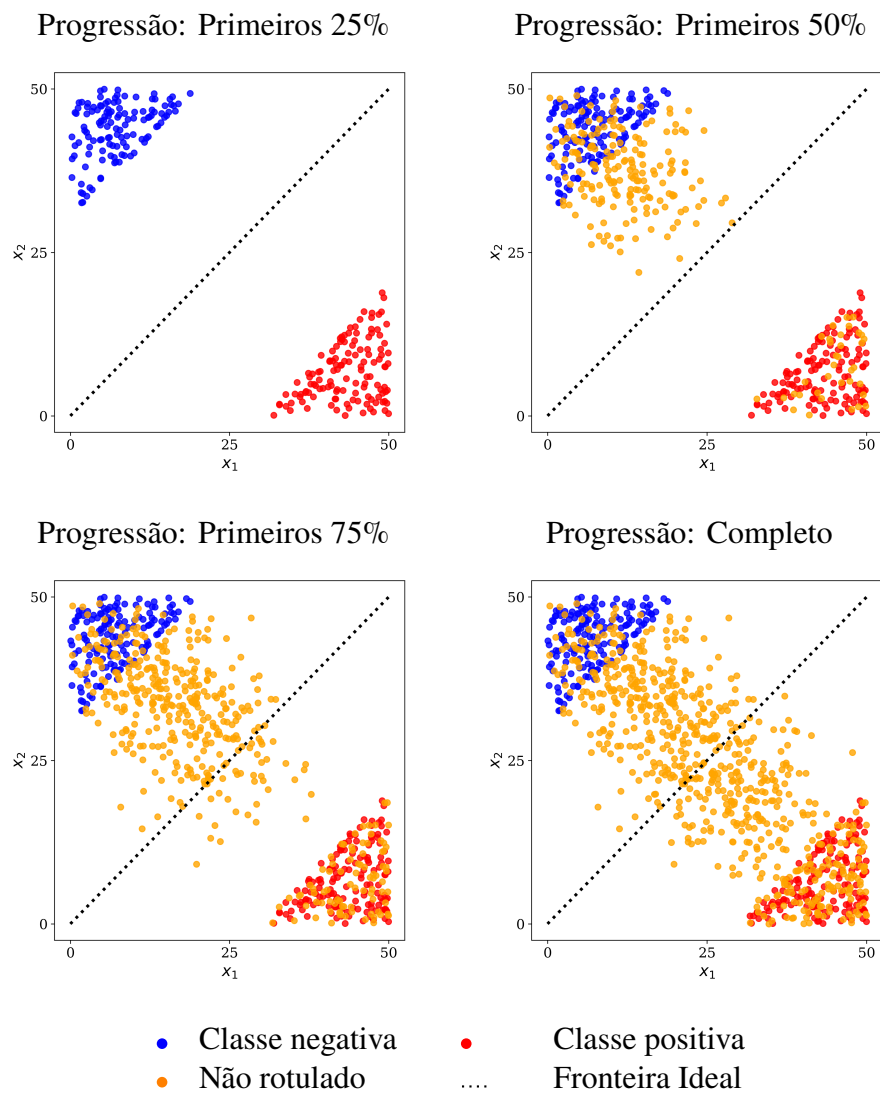 Progressão: Primeiros 25%
Progressão: Primeiros 50%
50
25
0
x₂
0
25
50
x₁
50
25
0
x₂
0
25
50
x₁
Progressão: Primeiros 75%
Progressão: Completo
50
25
0
x₂
0
25
50
x₁
50
25
0
x₂
0
25
50
x₁
Classe negativa
Classe positiva
Não rotulado
Fronteira Ideal